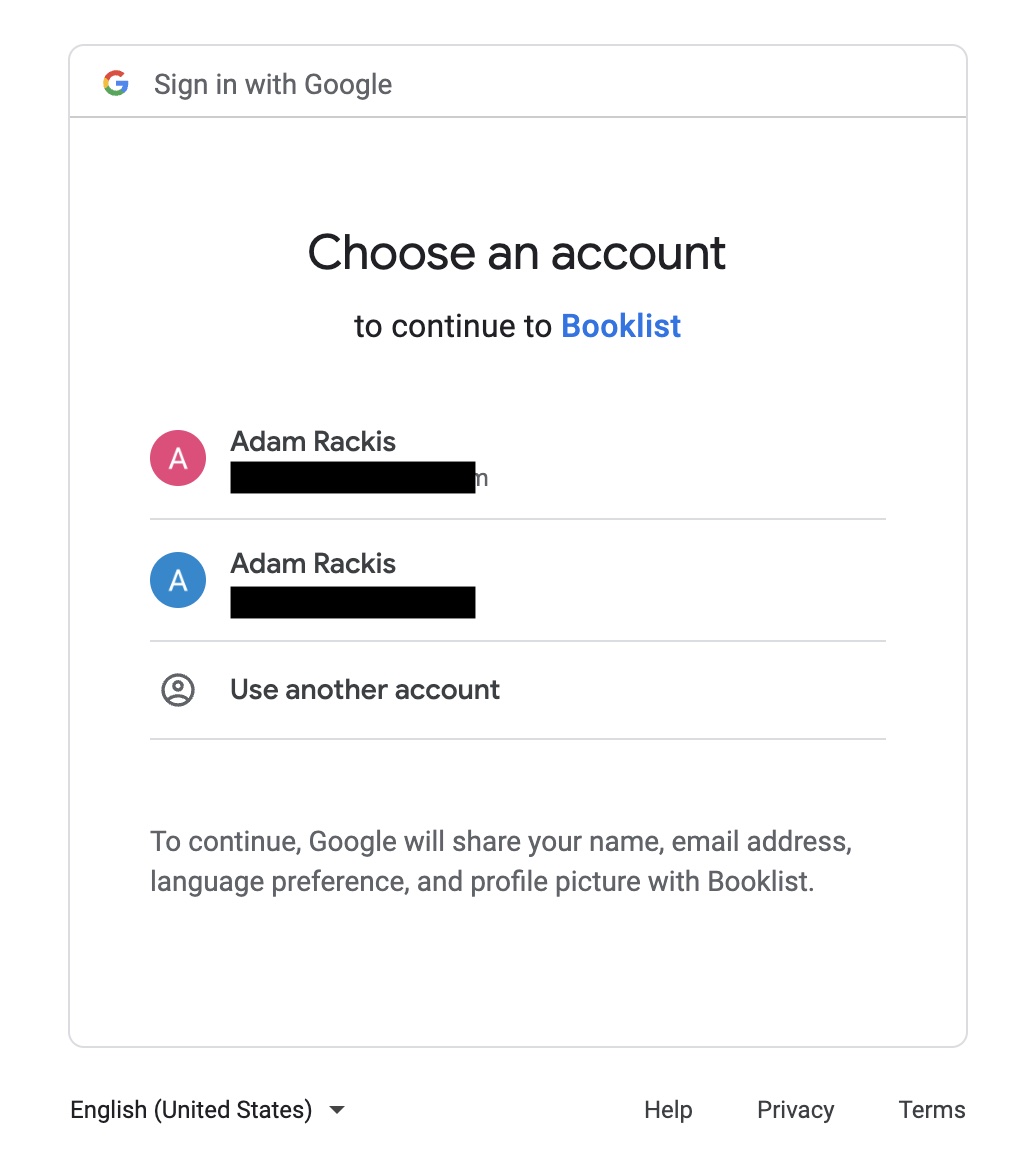 Sign in with Google
Choose an account
to continue to Booklist
A
Adam Rackis
m
A
Adam Rackis
Use another account
To continue, Google will share your name, email address,
language preference, and profile picture with Booklist.
English (United States)
Help
Privacy
Terms